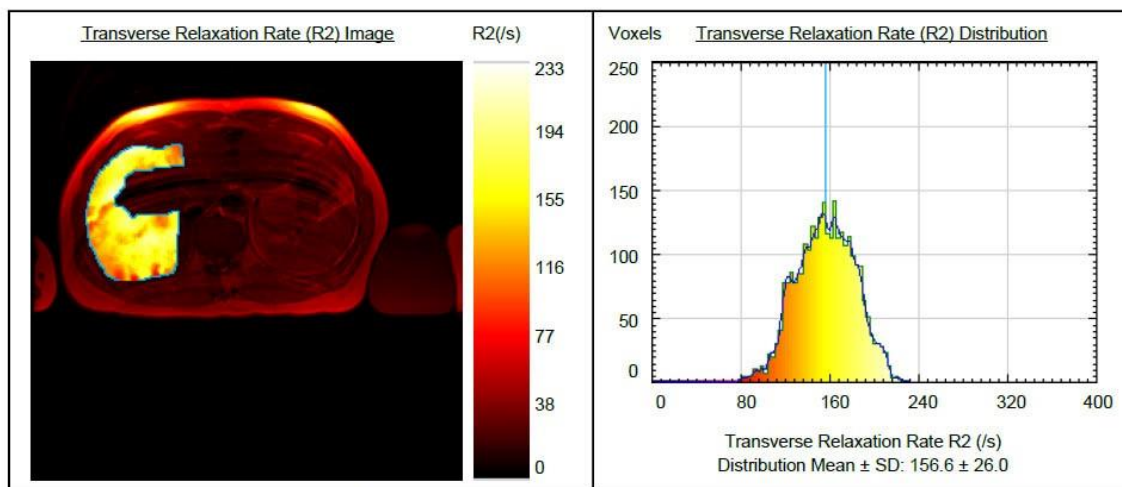 Transverse Relaxation Rate (R2) Image
R2(/s)
233
194
155
116
77
38
0
Voxels
Transverse Relaxation Rate (R2) Distribution
250
200
150
100
50
0
0 80 160 240 320 400
Transverse Relaxation Rate R2 (/s)
Distribution Mean ± SD: 156.6 ± 26.0